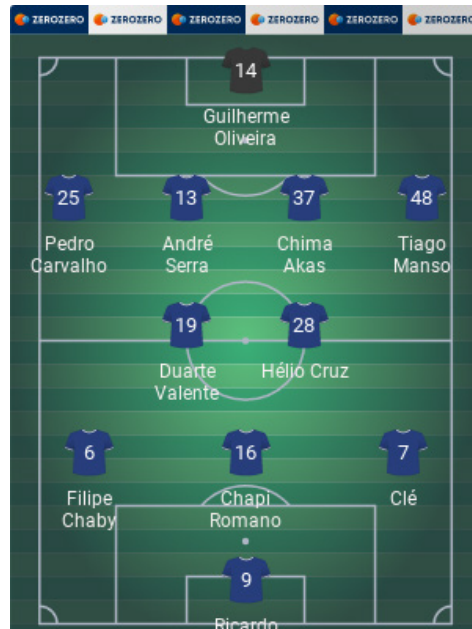 ZEROZERO ZEROZERO ZEROZERO ZEROZERO ZEROZERO ZEROZERO
14
Guilherme
Oliveira
25 13 37 48
Pedro André Chima Tiago
Carvalho Serra Akas Manso
19 28
Duarte Hélio Cruz
Valente
6 16 7
Filipe Chapi Clé
Chaby Romano
9
Ricardo